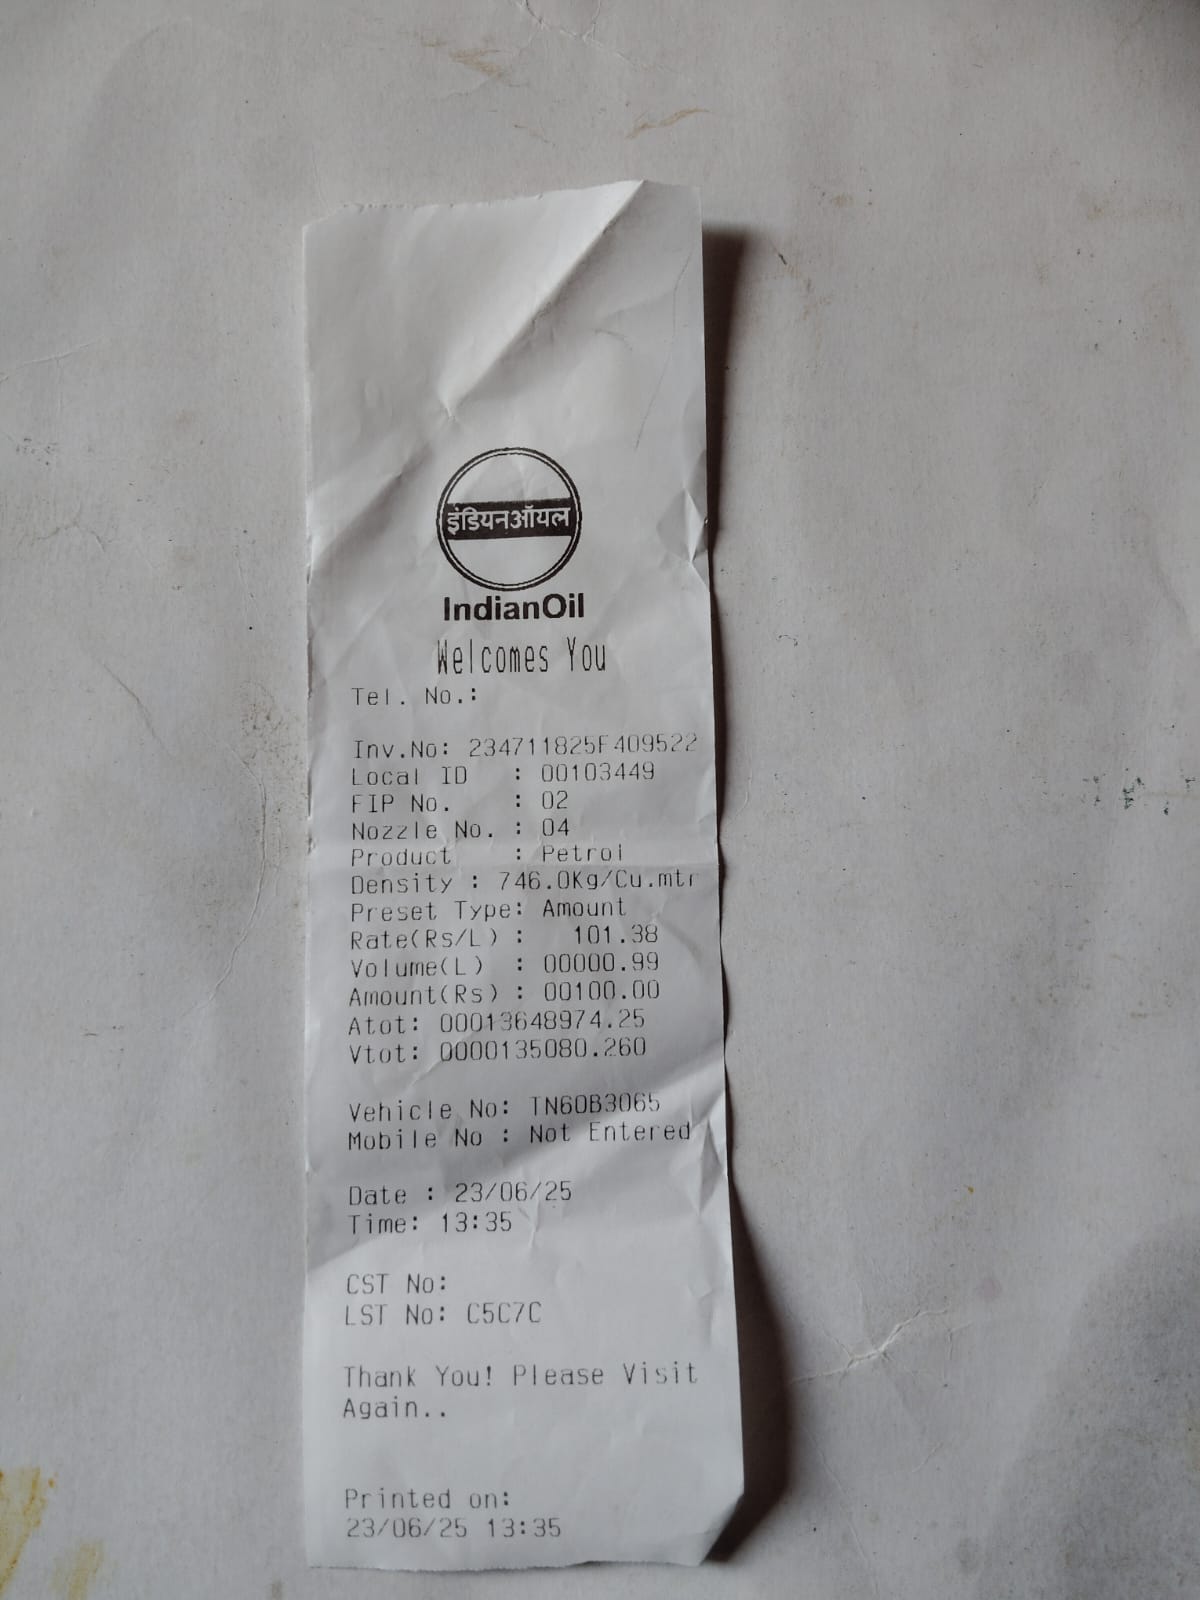 इंडियनऑयल
IndianOil
Welcomes You
Tel. No.:
Inv.No: 234711825F409522
Local ID : 00103449
FIP No. : 02
Nozzle No. : 04
Product : Petrol
Density : 746.0Kg/Cu.mtr
Preset Type: Amount
Rate(Rs/L) : 101.38
Volume(L) : 00000.99
Amount(Rs) : 00100.00
Atot: 00013648974.25
Vtot: 0000135080.260
Vehicle No: TN60B3065
Mobile No : Not Entered
Date : 23/06/25
Time: 13:35
CST No:
LST No: C5C7C
Thank You! Please Visit
Again..
Printed on:
23/06/25 13:35